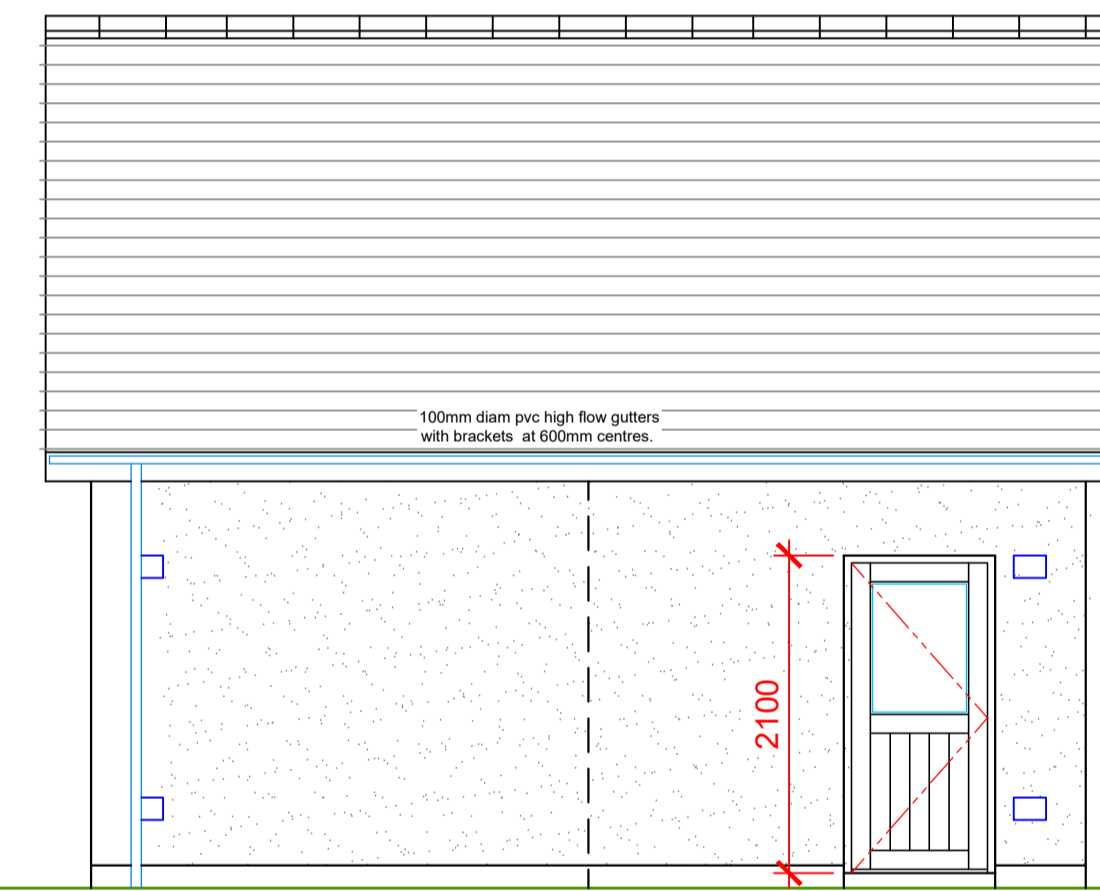 100mm diam pvc high flow gutters
with brackets at 600mm centres.
2100